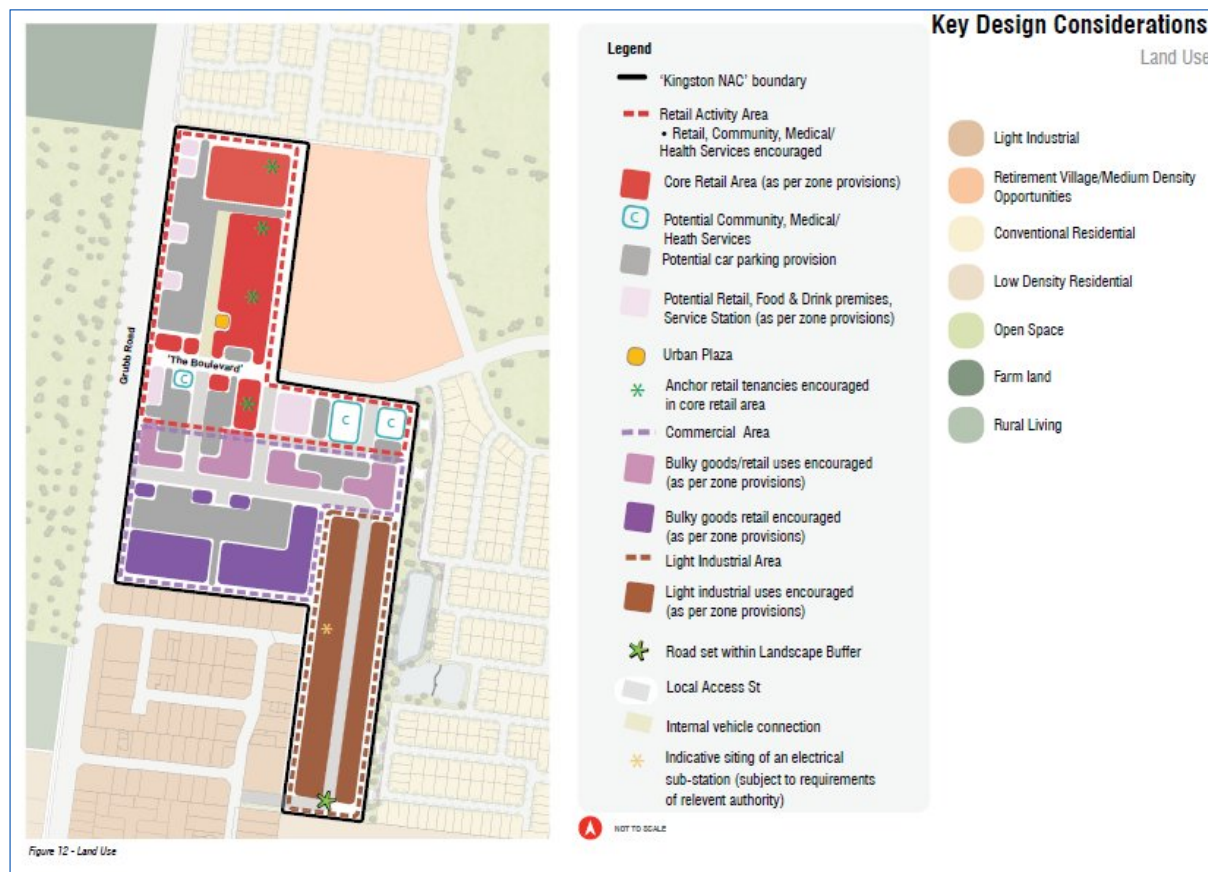 Key Design Considerations
Land Use
Legend
'Kingston NAC' boundary
Retail Activity Area
• Retail, Community, Medical/
Health Services encouraged
Core Retail Area (as per zone provisions)
C
Potential Community, Medical/
Heath Services
Potential car parking provision
Potential Retail, Food & Drink premises,
Service Station (as per zone provisions)
Urban Plaza
Anchor retail tenancies encouraged
in core retail area
Commercial Area
Bulky goods/retail uses encouraged
(as per zone provisions)
Bulky goods retail encouraged
(as per zone provisions)
Light Industrial Area
Light industrial uses encouraged
(as per zone provisions)
Road set within Landscape Buffer
Local Access St
Internal vehicle connection
Indicative siting of an electrical
sub-station (subject to requirements
of relevent authority)
NOT TO SCALE
Light Industrial
Retirement Village/Medium Density
Opportunities
Conventional Residential
Low Density Residential
Open Space
Farm land
Rural Living
Grubb Road
'The Boulevard'
C
C
C
Figure 12 - Land Use